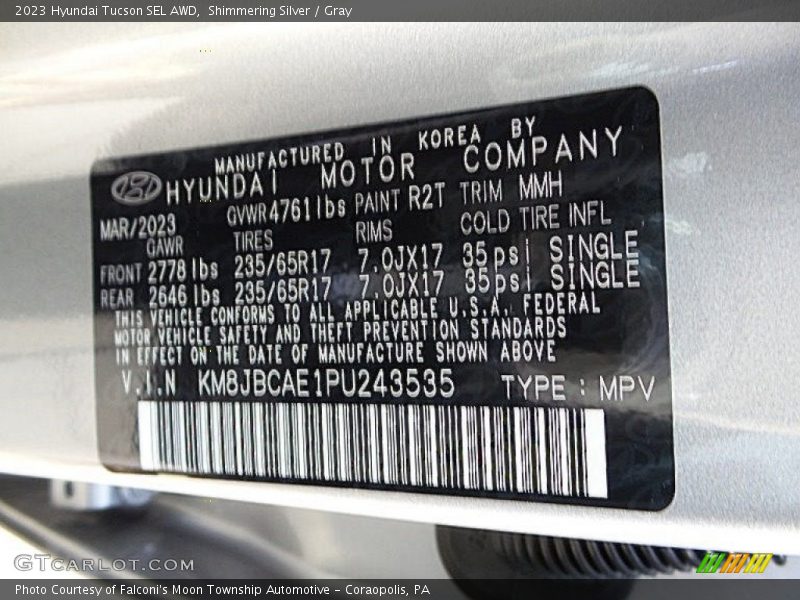 2023 Hyundai Tucson SEL AWD,  Shimmering Silver / Gray
MANUFACTURED IN KOREA BY
HYUNDAI MOTOR COMPANY
MAR/2023 GVWR 4761lbs PAINT R2T TRIM MMH
GAWR TIRES RIMS COLD TIRE INFL
FRONT 2778 lbs 235/65R17 7.0JX17 35psi SINGLE
REAR 2646 lbs 235/65R17 7.0JX17 35psi SINGLE
THIS VEHICLE CONFORMS TO ALL APPLICABLE U.S.A. FEDERAL
MOTOR VEHICLE SAFETY AND THEFT PREVENTION STANDARDS
IN EFFECT ON THE DATE OF MANUFACTURE SHOWN ABOVE
V.I.N KM8JBCAE1PU243535 TYPE : MPV
GTCARLOT.COM
Photo Courtesy of Falconi's Moon Township Automotive – Coraopolis, PA